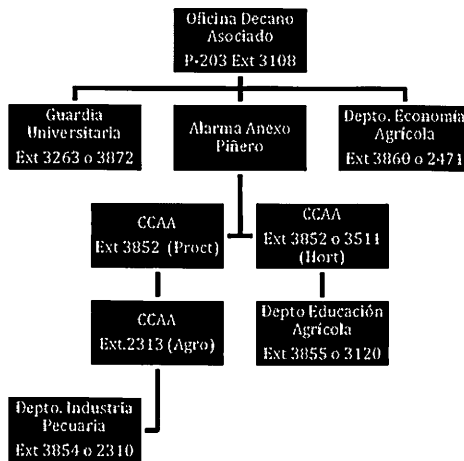 Oficina Decano
Asociado
P-203 Ext 3108
Guardia
Universitaria
Ext 3263 o 3872
Alarma Anexo
Piñero
Depto. Economía
Agrícola
Ext 3860 o 2471
CCAA
Ext 3852 (Proct)
CCAA
Ext 3852 o 3511
(Hort)
CCAA
Ext.2313 (Agro)
Depto Educación
Agrícola
Ext 3855 o 3120
Depto. Industria
Pecuaria
Ext 3854 o 2310